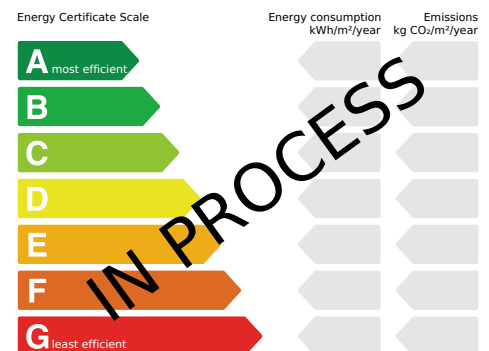 Energy Certificate Scale
Energy consumption
kWh/m²/year
Emissions
kg CO₂/m²/year
A most efficient
B
C
D
E
F
G least efficient
IN PROCESS